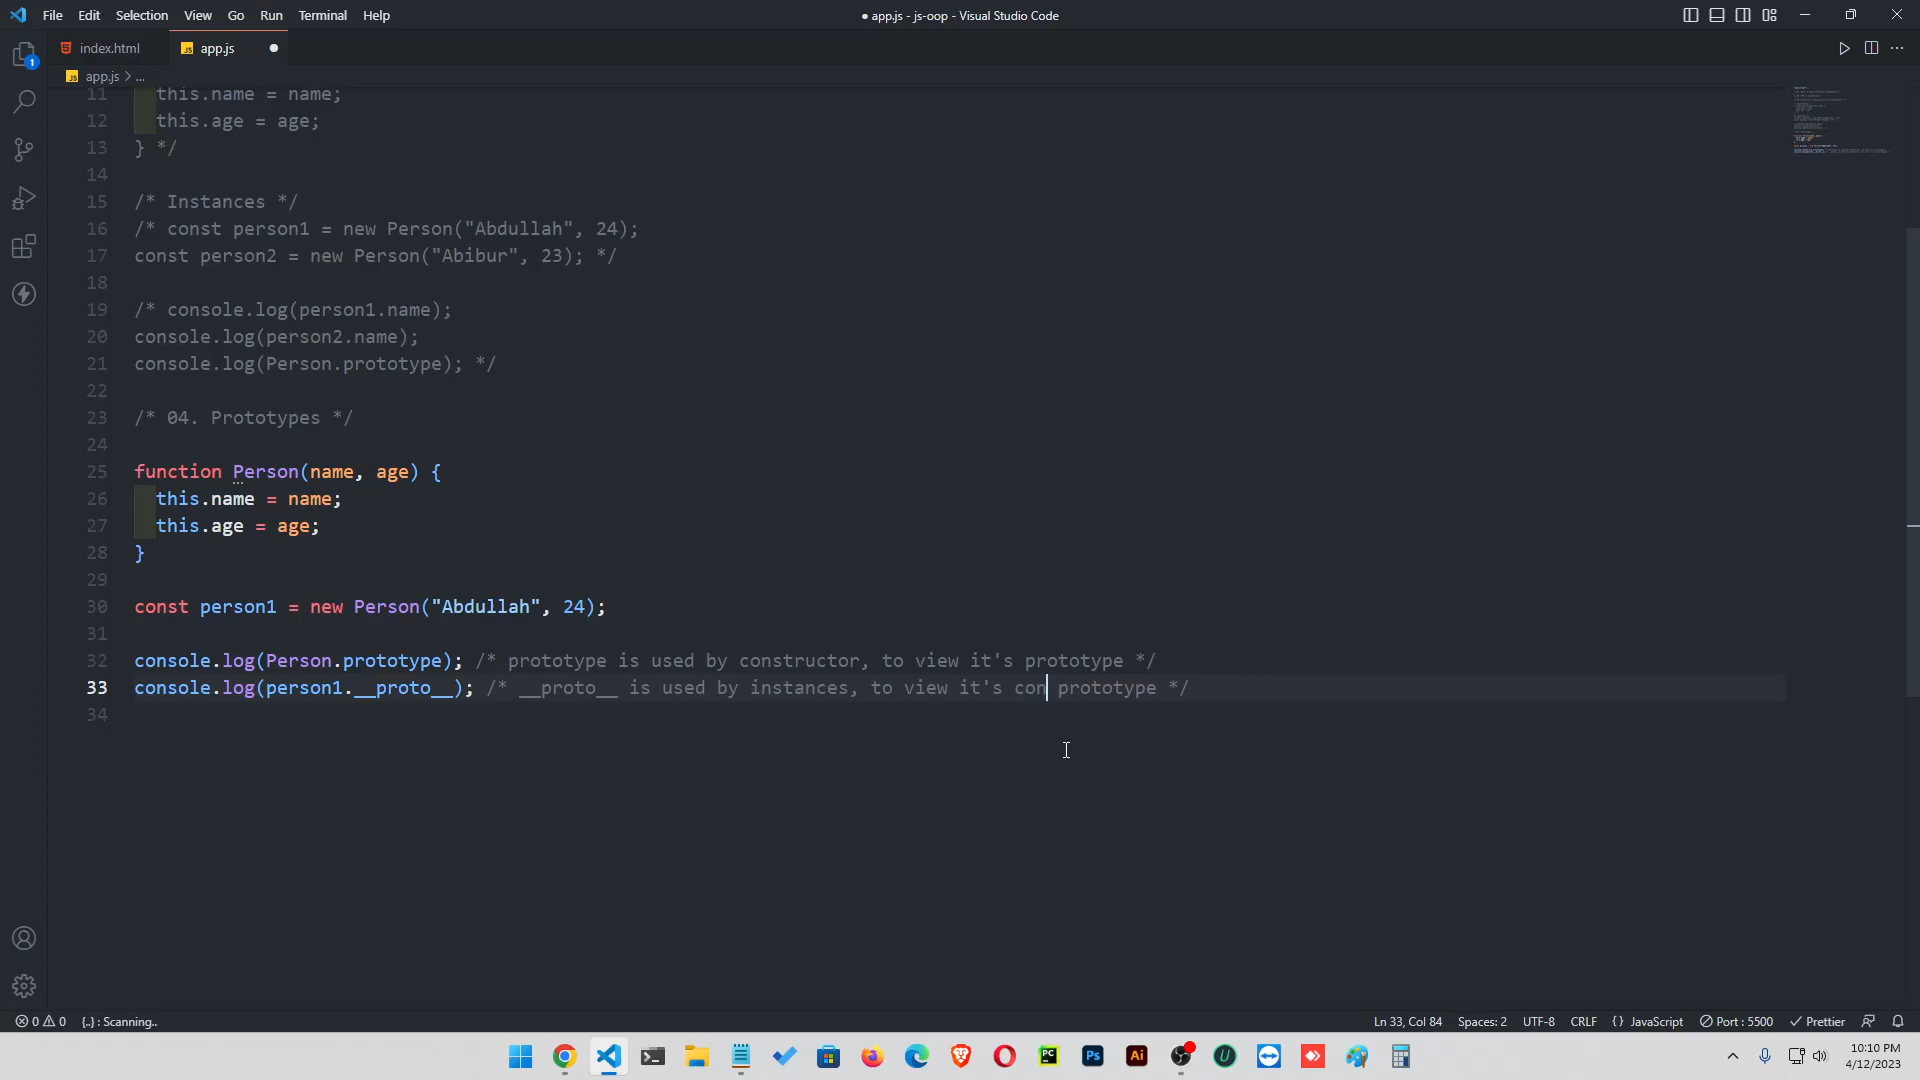 File Edit Selection View Go Run Terminal Help
● app.js - js-oop - Visual Studio Code
index.html
JS app.js ●
JS app.js > ...
11 this.name = name;
12 this.age = age;
13 } */
14
15 /* Instances */
16 /* const person1 = new Person("Abdullah", 24);
17 const person2 = new Person("Abibur", 23); */
18
19 /* console.log(person1.name);
20 console.log(person2.name);
21 console.log(Person.prototype); */
22
23 /* 04. Prototypes */
24
25 function Person(name, age) {
26 this.name = name;
27 this.age = age;
28 }
29
30 const person1 = new Person("Abdullah", 24);
31
32 console.log(Person.prototype); /* prototype is used by constructor, to view it's prototype */
33 console.log(person1.__proto__); /* __proto__ is used by instances, to view it's con prototype */
34
1
0 0 {..} : Scanning..
Ln 33, Col 84 Spaces: 2 UTF-8 CRLF {} JavaScript Port : 5500 Prettier
PC Ps Ai U
10:10 PM
4/12/2023